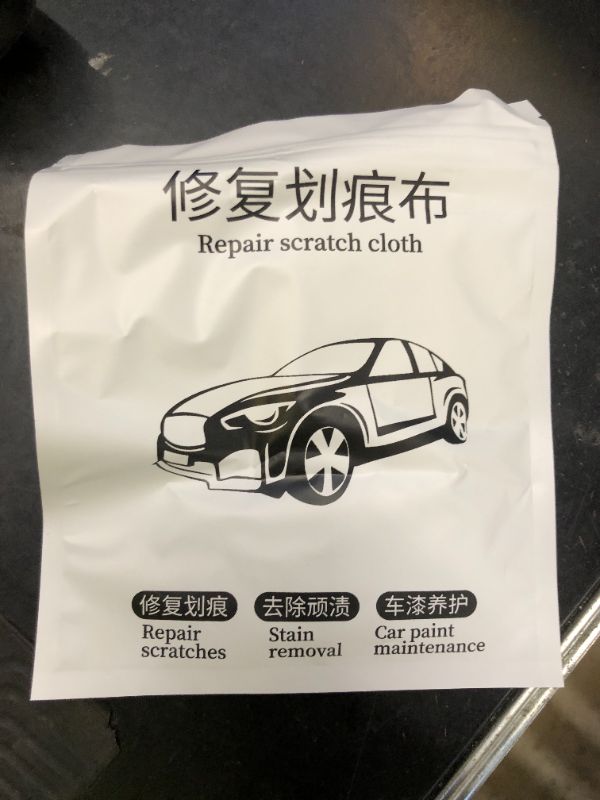 修复划痕布
Repair scratch cloth
修复划痕
Repair
scratches
去除顽渍
Stain
removal
车漆养护
Car paint
maintenance